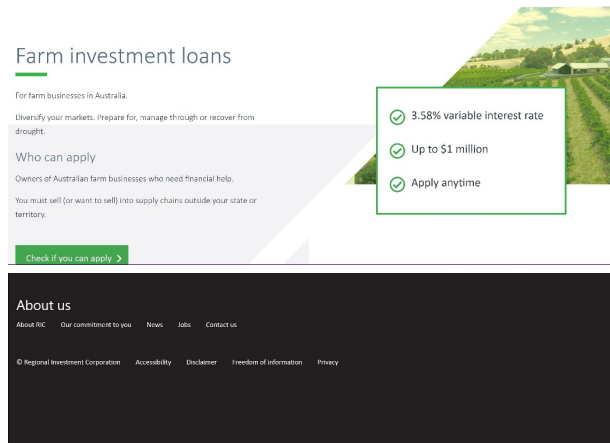 Farm investment loans
For farm businesses in Australia.
Diversify your markets. Prepare for, manage through or recover from
drought.
Who can apply
Owners of Australian farm businesses who need financial help.
You must sell (or want to sell) into supply chains outside your state or
territory.
Check if you can apply
3.58% variable interest rate
Up to $1 million
Apply anytime
About us
About RIC Our commitment to you News Jobs Contact us
© Regional Investment Corporation Accessibility Disclaimer Freedom of information Privacy